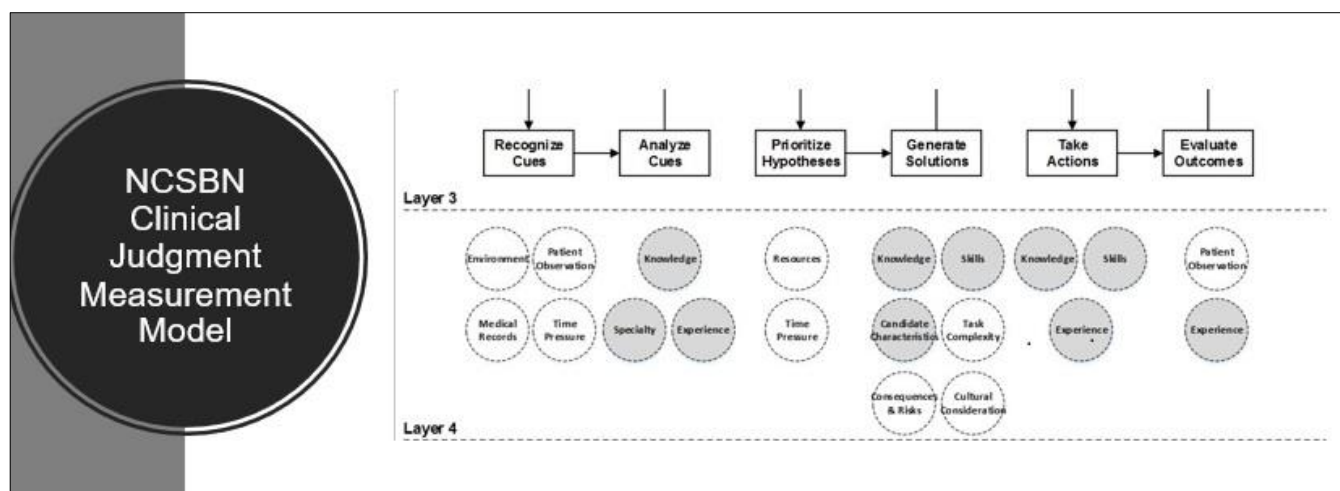 NCSBN
Clinical
Judgment
Measurement
Model
Recognize
Cues
Analyze
Cues
Prioritize
Hypotheses
Generate
Solutions
Take
Actions
Evaluate
Outcomes
Layer 3
Environment
Patient
Observation
Knowledge
Resources
Knowledge
Skills
Knowledge
Skills
Patient
Observation
Medical
Records
Time
Pressure
Specialty
Experience
Time
Pressure
Candidate
Characteristics
Task
Complexity
Experience
Experience
Consequences
& Risks
Cultural
Consideration
Layer 4